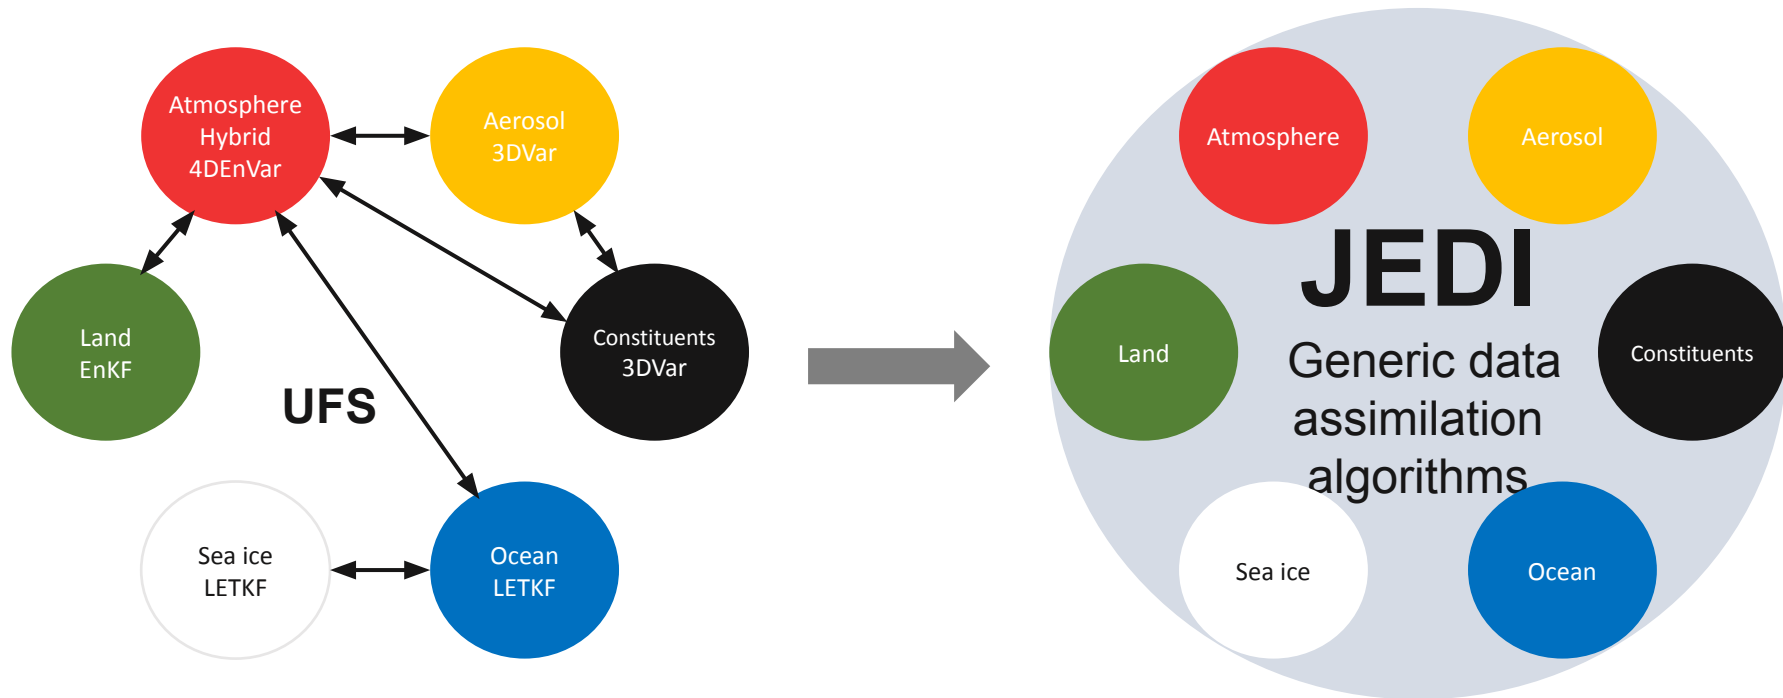 Atmosphere
Hybrid
4DEnVar
Aerosol
3DVar
Land
EnKF
Constituents
3DVar
UFS
Sea ice
LETKF
Ocean
LETKF
Atmosphere
Aerosol
JEDI
Land
Generic data
assimilation
algorithms
Constituents
Sea ice
Ocean